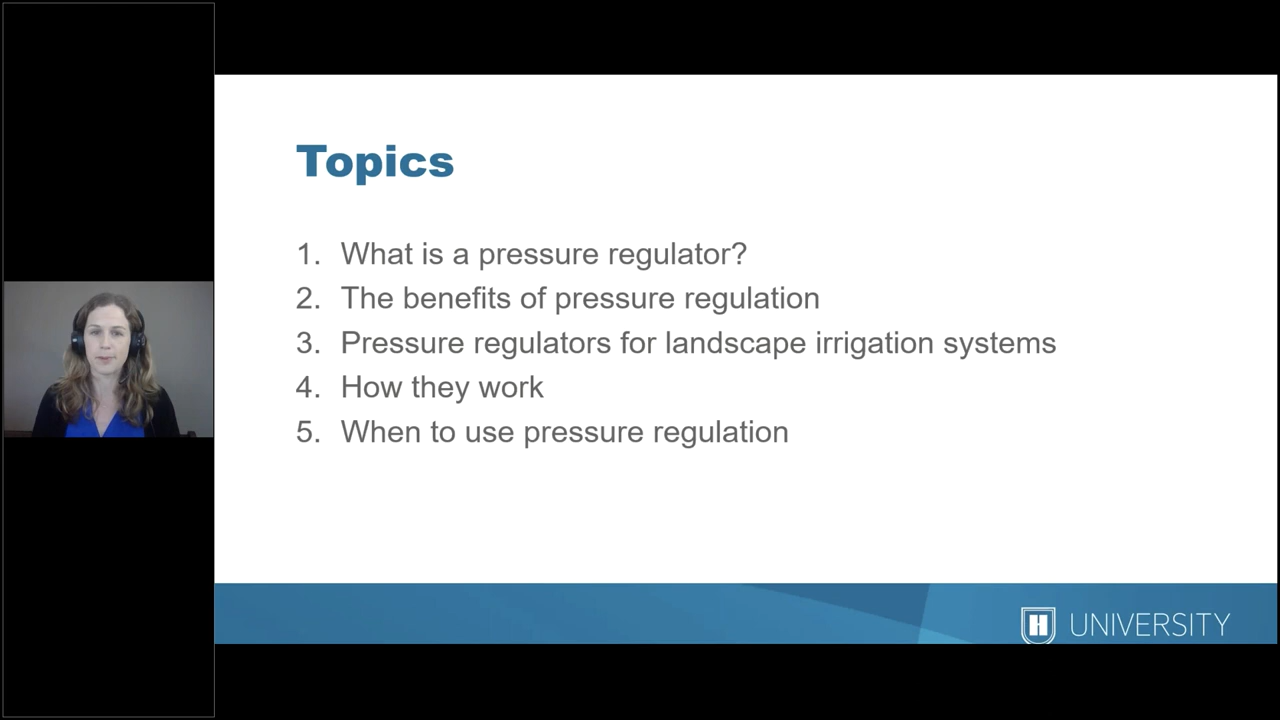 Topics
1. What is a pressure regulator?
2. The benefits of pressure regulation
3. Pressure regulators for landscape irrigation systems
4. How they work
5. When to use pressure regulation
H UNIVERSITY